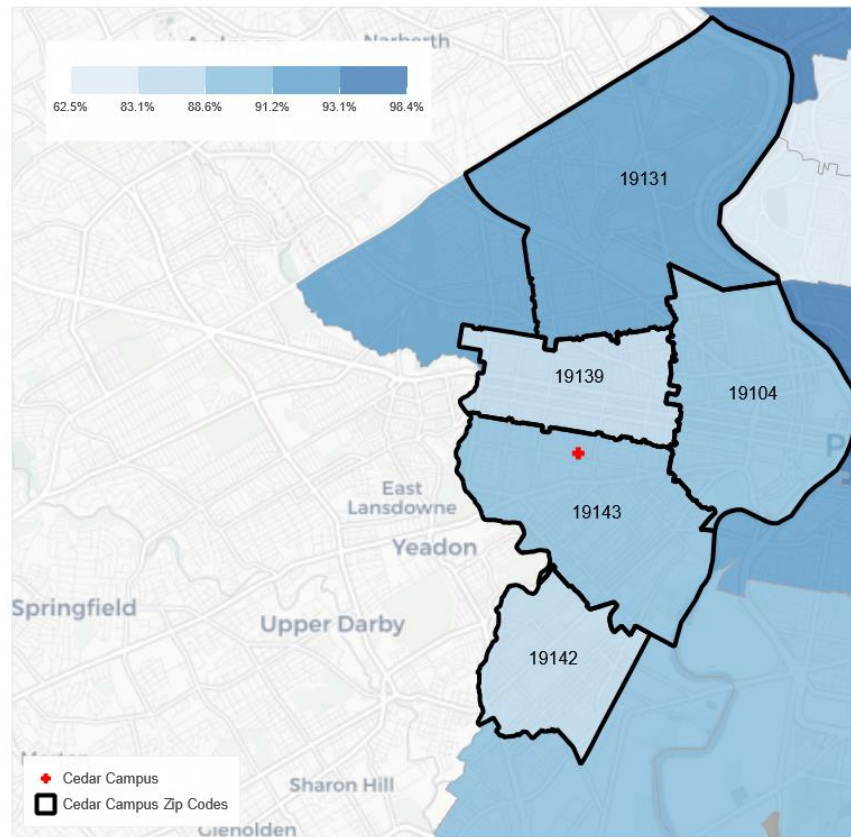 Narberth
62.5% 83.1% 88.6% 91.2% 93.1% 98.4%
19131
19139
19104
East
Lansdowne
19143
Yeadon
Springfield
Upper Darby
19142
Cedar Campus
Sharon Hill
Cedar Campus Zip Codes
Glenolden